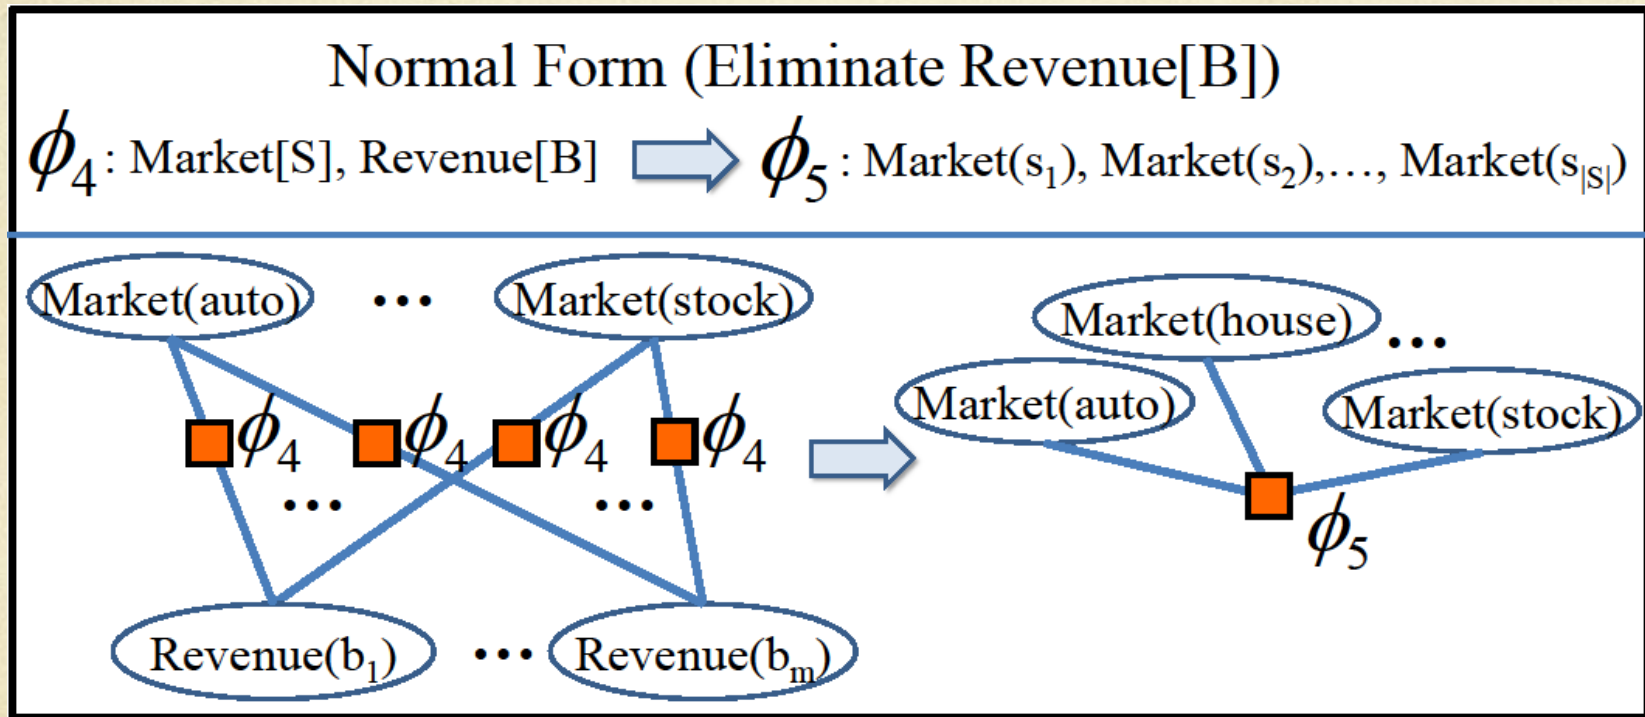 Normal Form (Eliminate Revenue[B])
ϕ₄: Market[S], Revenue[B] ϕ₅: Market(s₁), Market(s₂),…, Market(s|S|)
Market(auto) … Market(stock)
Market(house) …
Market(auto)
Market(stock)
ϕ₄ ϕ₄ ϕ₄ ϕ₄
… …
ϕ₅
Revenue(b₁) … Revenue(bₘ)